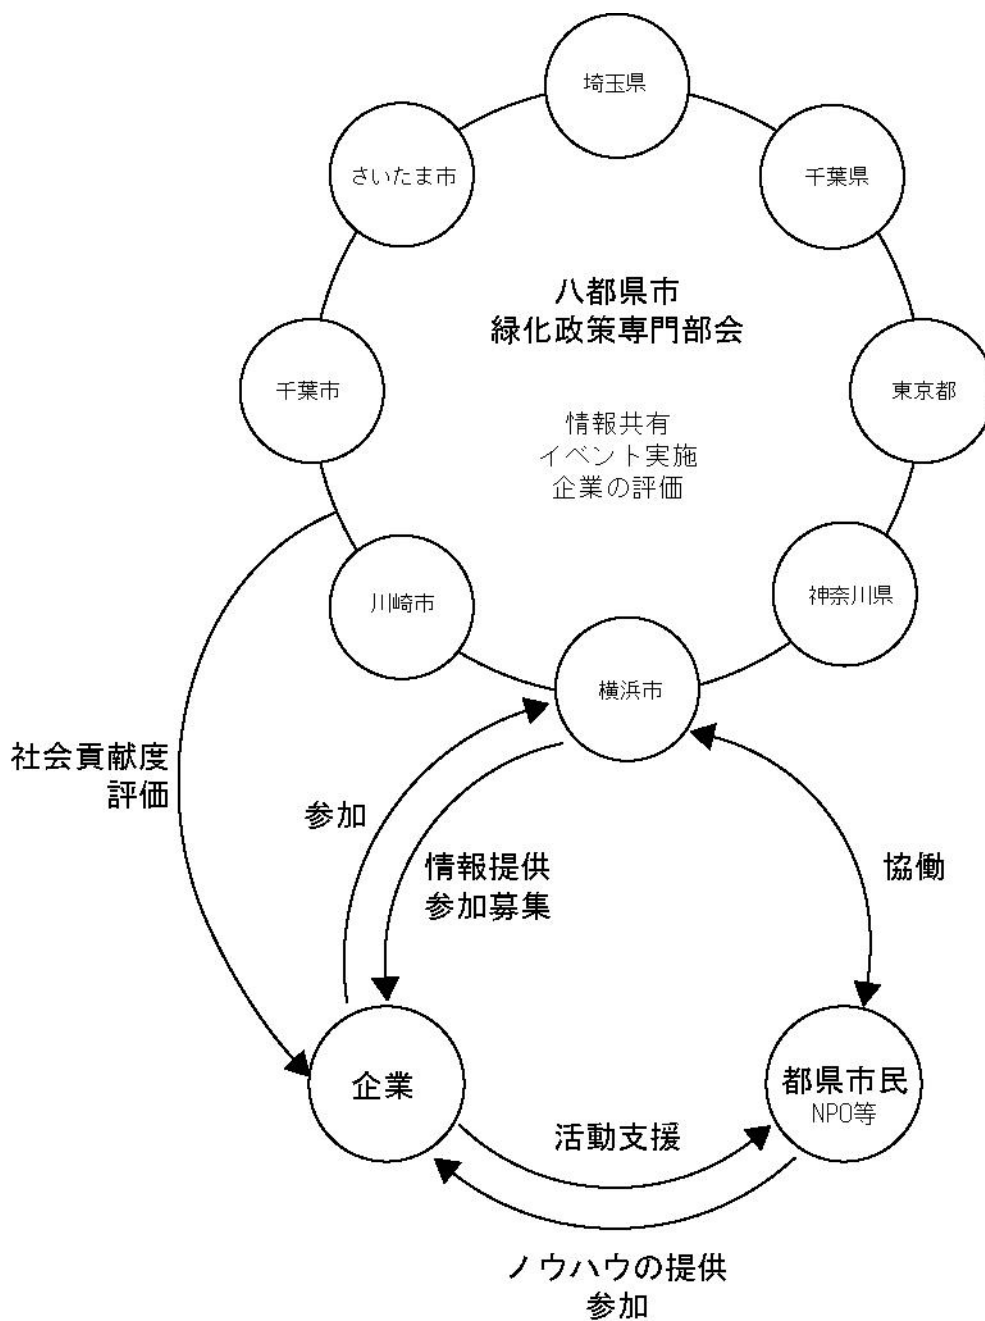 埼玉県
さいたま市
千葉県
八都県市
緑化政策専門部会
千葉市
東京都
情報共有
イベント実施
企業の評価
川崎市
神奈川県
横浜市
社会貢献度
評価
参加
情報提供
参加募集
協働
企業
都県市民
NPO等
活動支援
ノウハウの提供
参加